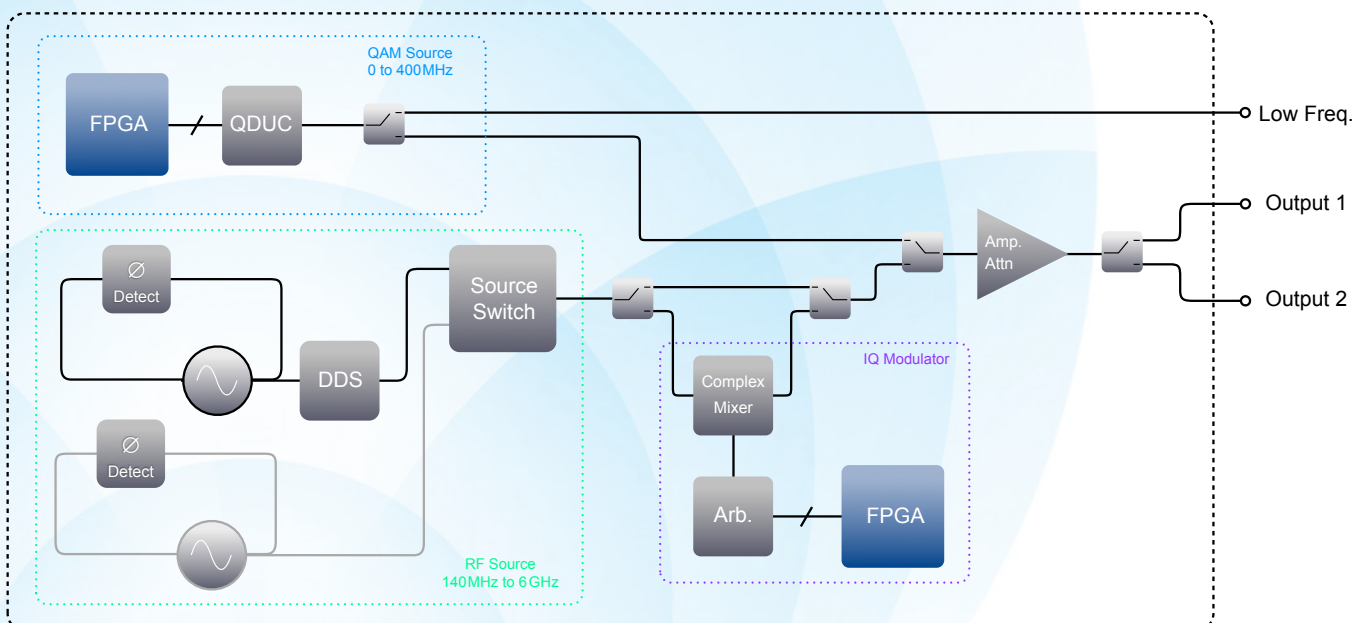 QAM Source
0 to 400MHz
FPGA
QDUC
Low Freq.
Output 1
Output 2
Amp.
Attn
Ø
Detect
Source
Switch
DDS
IQ Modulator
Complex
Mixer
Ø
Detect
Arb.
FPGA
RF Source
140MHz to 6GHz